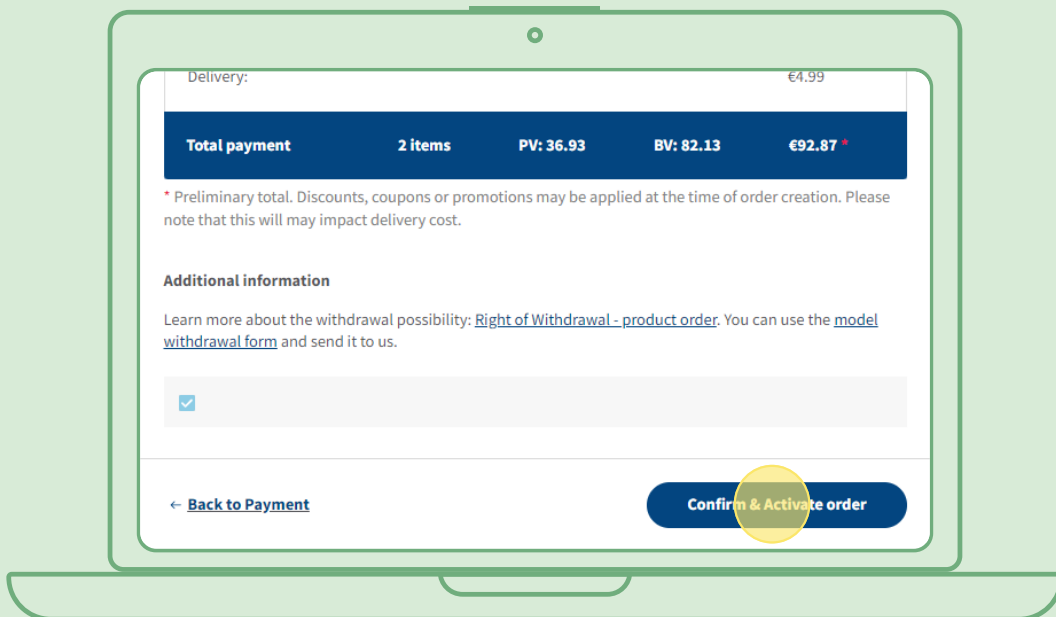 Delivery: €4.99
Total payment 2 items PV: 36.93 BV: 82.13 €92.87 *
* Preliminary total. Discounts, coupons or promotions may be applied at the time of order creation. Please
note that this will may impact delivery cost.
Additional information
Learn more about the withdrawal possibility: Right of Withdrawal - product order. You can use the model
withdrawal form and send it to us.
← Back to Payment Confirm & Activate order